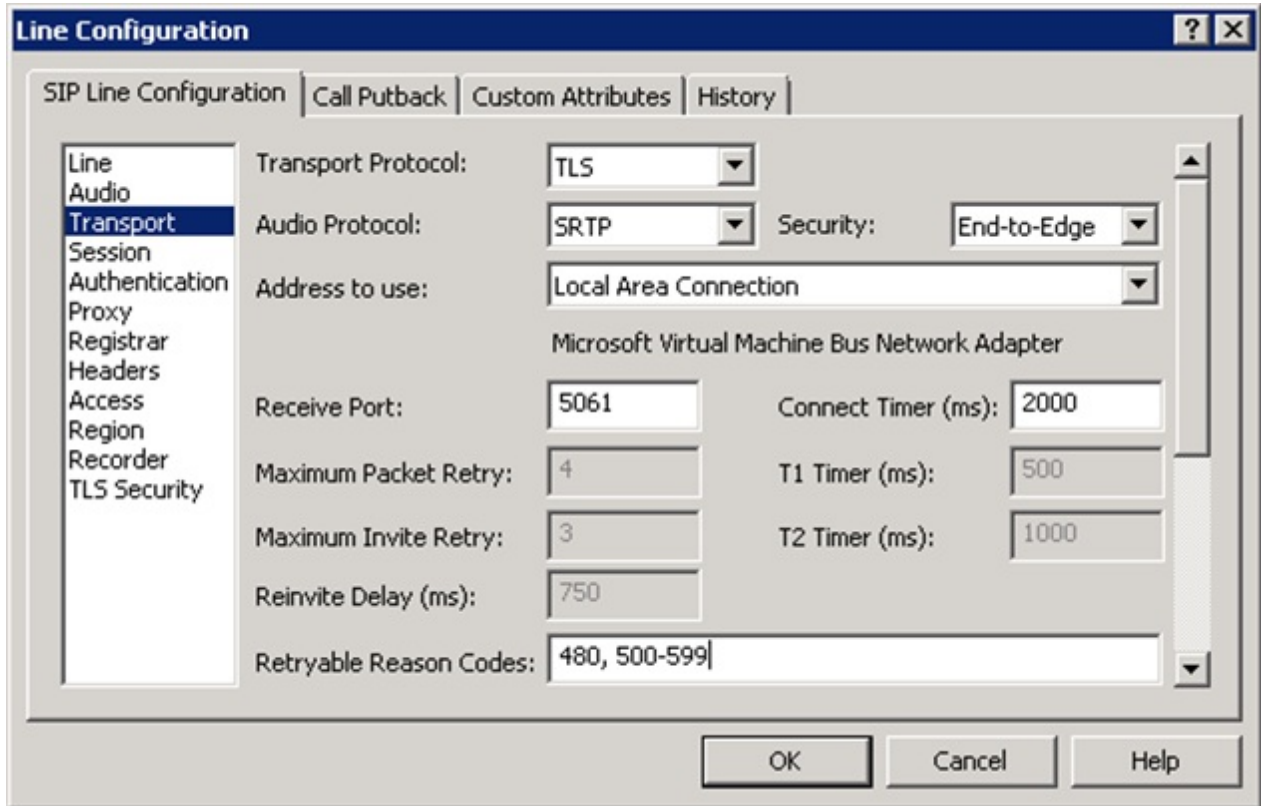 Line Configuration
SIP Line Configuration
Call Putback
Custom Attributes
History
Line
Audio
Transport
Session
Authentication
Proxy
Registrar
Headers
Access
Region
Recorder
TLS Security
Transport Protocol: TLS
Audio Protocol: SRTP Security: End-to-Edge
Address to use: Local Area Connection
Microsoft Virtual Machine Bus Network Adapter
Receive Port: 5061 Connect Timer (ms): 2000
Maximum Packet Retry: 4 T1 Timer (ms): 500
Maximum Invite Retry: 3 T2 Timer (ms): 1000
Reinvite Delay (ms): 750
Retryable Reason Codes: 480, 500-599
OK Cancel Help